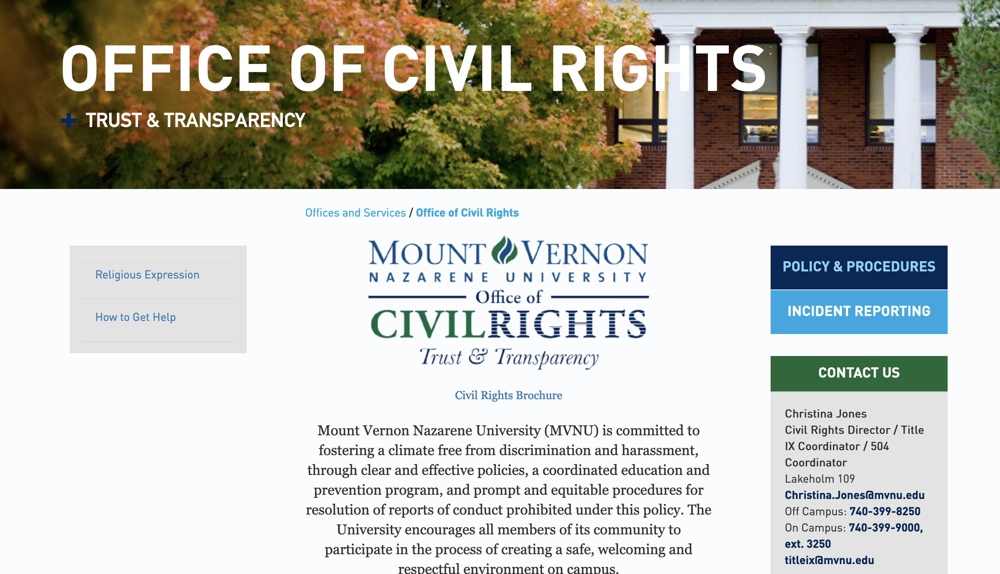 OFFICE OF CIVIL RIGHTS
TRUST & TRANSPARENCY
Offices and Services / Office of Civil Rights
Religious Expression
How to Get Help
MOUNT VERNON
NAZARENE UNIVERSITY
Office of
CIVILRIGHTS
Trust & Transparency
Civil Rights Brochure
Mount Vernon Nazarene University (MVNU) is committed to
fostering a climate free from discrimination and harassment,
through clear and effective policies, a coordinated education and
prevention program, and prompt and equitable procedures for
resolution of reports of conduct prohibited under this policy. The
University encourages all members of its community to
participate in the process of creating a safe, welcoming and
respectful environment on campus.
POLICY & PROCEDURES
INCIDENT REPORTING
CONTACT US
Christina Jones
Civil Rights Director / Title
IX Coordinator / 504
Coordinator
Lakeholm 109
Christina.Jones@mvnu.edu
Off Campus: 740-399-8250
On Campus: 740-399-9000,
ext. 3250
titleix@mvnu.edu